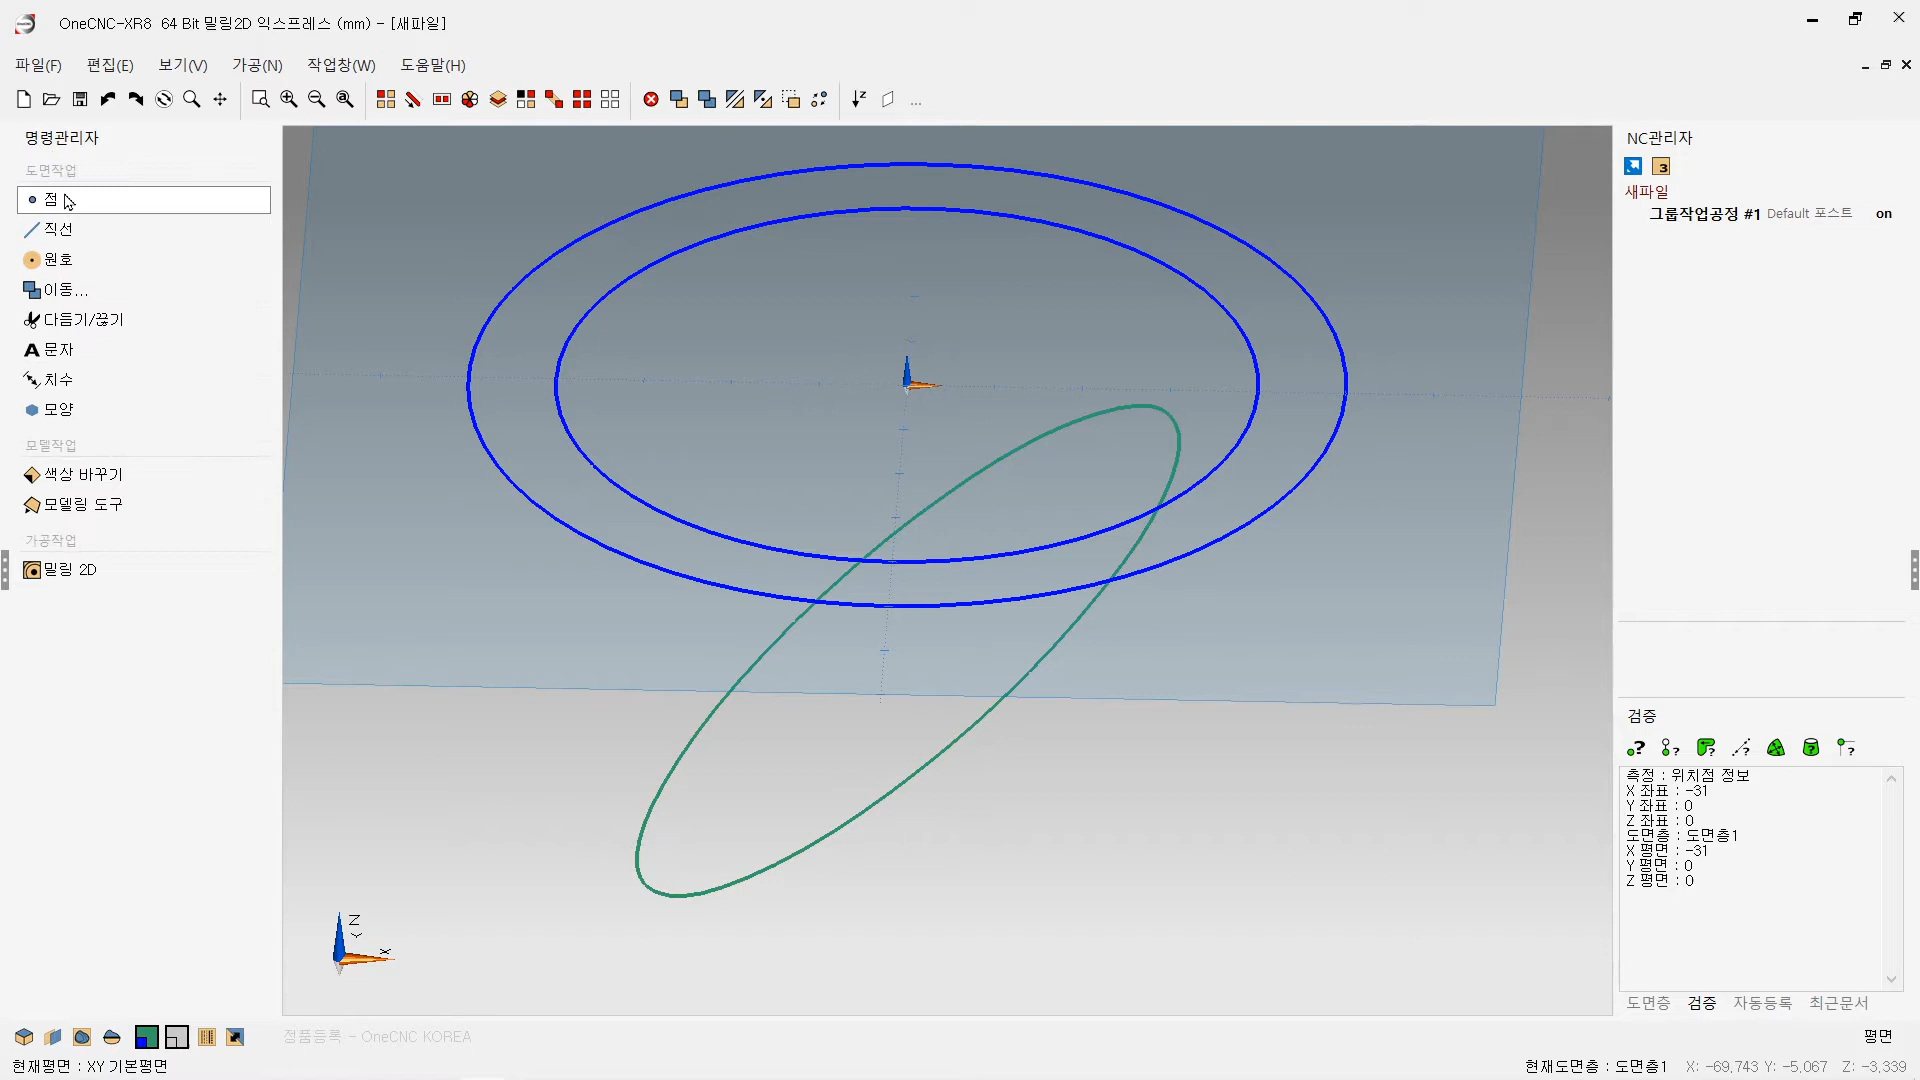 OneCNC-XR8 64 Bit 밀링2D 익스프레스 (mm) - [새파일]
파일(F) 편집(E) 보기(V) 가공(N) 작업창(W) 도움말(H)
명령관리자
도면작업
점
직선
원호
이동...
다듬기/끊기
A 문자
치수
모양
모델작업
색상 바꾸기
모델링 도구
가공작업
밀링 2D
Z
Y
X
NC관리자
3
새파일
그룹작업공정 #1 Default 포스트 on
검증
측정 : 위치점 정보
X 좌표 : -31
Y 좌표 : 0
Z 좌표 : 0
도면층 : 도면층1
X 평면 : -31
Y 평면 : 0
Z 평면 : 0
도면층 검증 자동등록 최근문서
정품등록 - OneCNC KOREA
평면
현재평면 : XY 기본평면
현재도면층 : 도면층1 X: -69,743 Y: -5,067 Z: -3,339